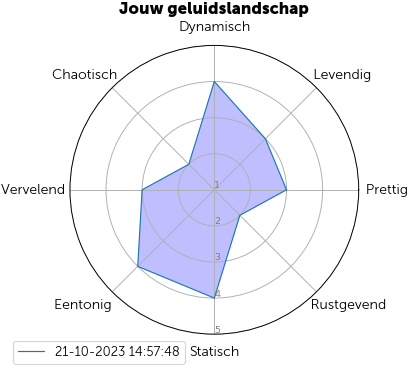 Jouw geluidslandschap
Dynamisch
Chaotisch
Levendig
Vervelend
Prettig
1
2
3
4
5
Eentonig
Rustgevend
Statisch
21-10-2023 14:57:48